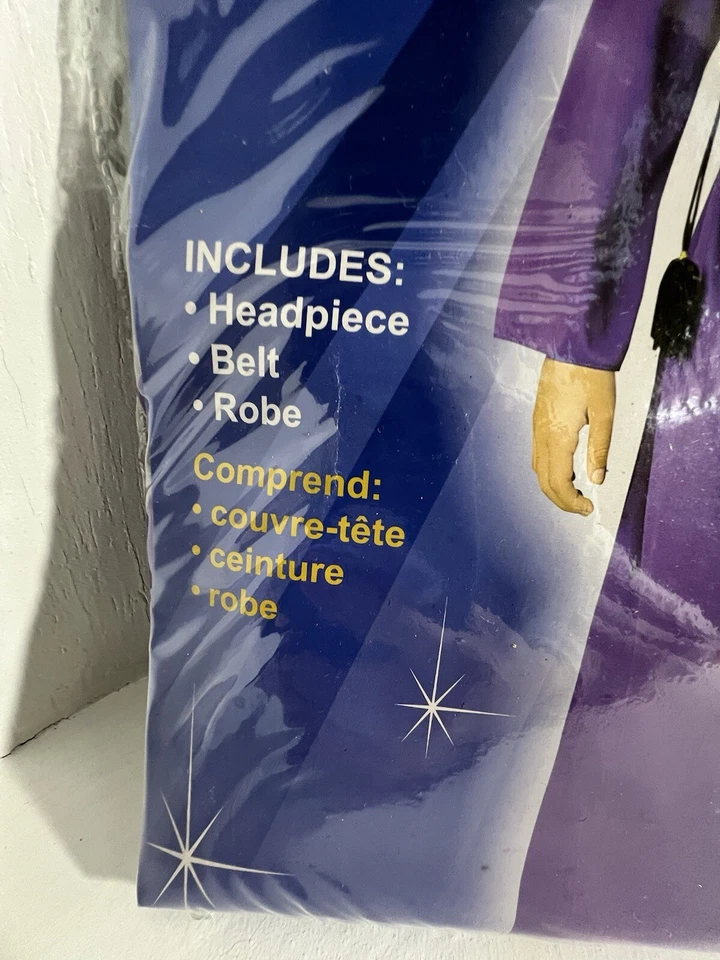 INCLUDES:
• Headpiece
• Belt
• Robe
Comprend:
• couvre-tête
• ceinture
• robe